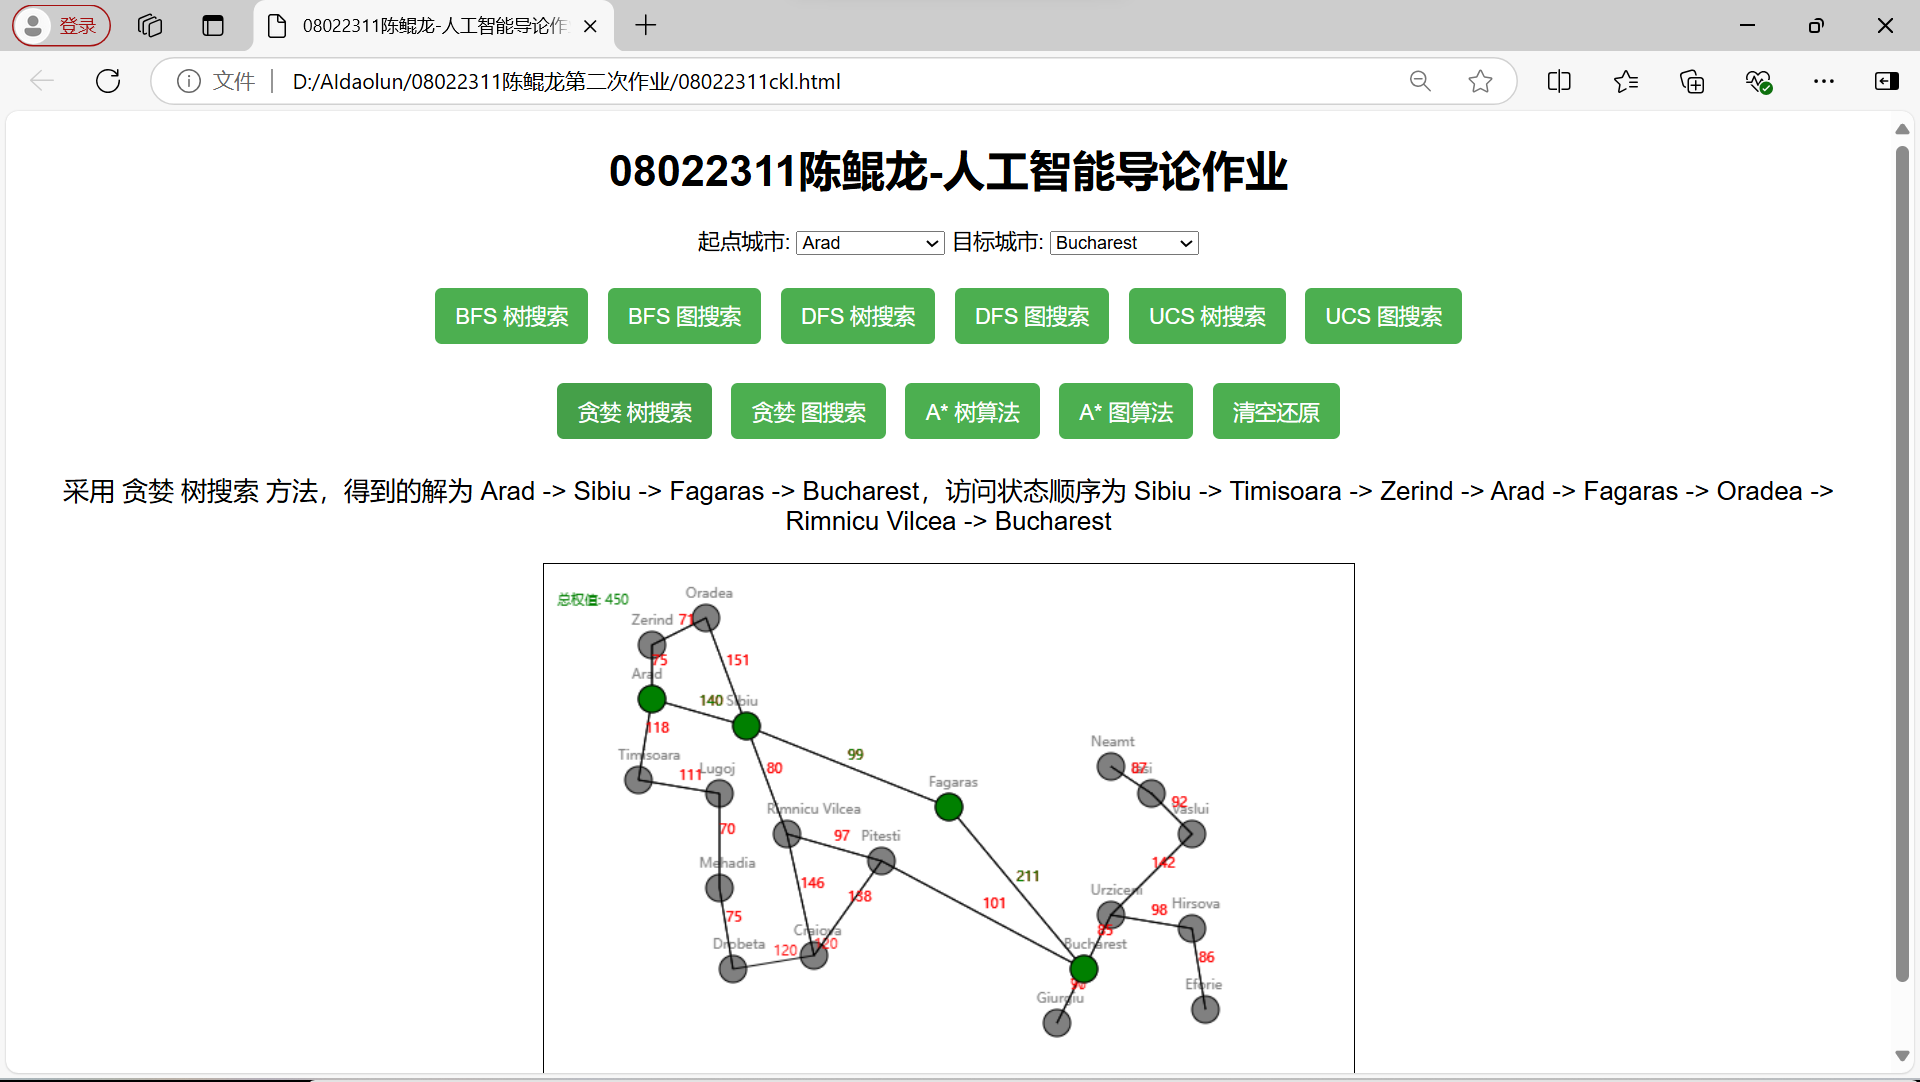 登录
08022311陈鲲龙-人工智能导论作
文件
D:/AIdaolun/08022311陈鲲龙第二次作业/08022311ckl.html
08022311陈鲲龙-人工智能导论作业
起点城市: Arad 目标城市: Bucharest
BFS 树搜索 BFS 图搜索 DFS 树搜索 DFS 图搜索 UCS 树搜索 UCS 图搜索
贪婪 树搜索 贪婪 图搜索 A* 树算法 A* 图算法 清空还原
采用 贪婪 树搜索 方法，得到的解为 Arad -> Sibiu -> Fagaras -> Bucharest，访问状态顺序为 Sibiu -> Timisoara -> Zerind -> Arad -> Fagaras -> Oradea ->
Rimnicu Vilcea -> Bucharest
总权值: 450
Oradea
Zerind
71
75
151
Arad
140
Sibiu
118
99
Neamt
Timisoara
111
Lugoj
80
87
Iasi
Fagaras
92
Vaslui
Rimnicu Vilcea
70
97
Pitesti
142
Mehadia
146
138
211
101
Urziceni
98
Hirsova
75
85
Craiova
Drobeta
120
120
Bucharest
86
90
Giurgiu
Eforie